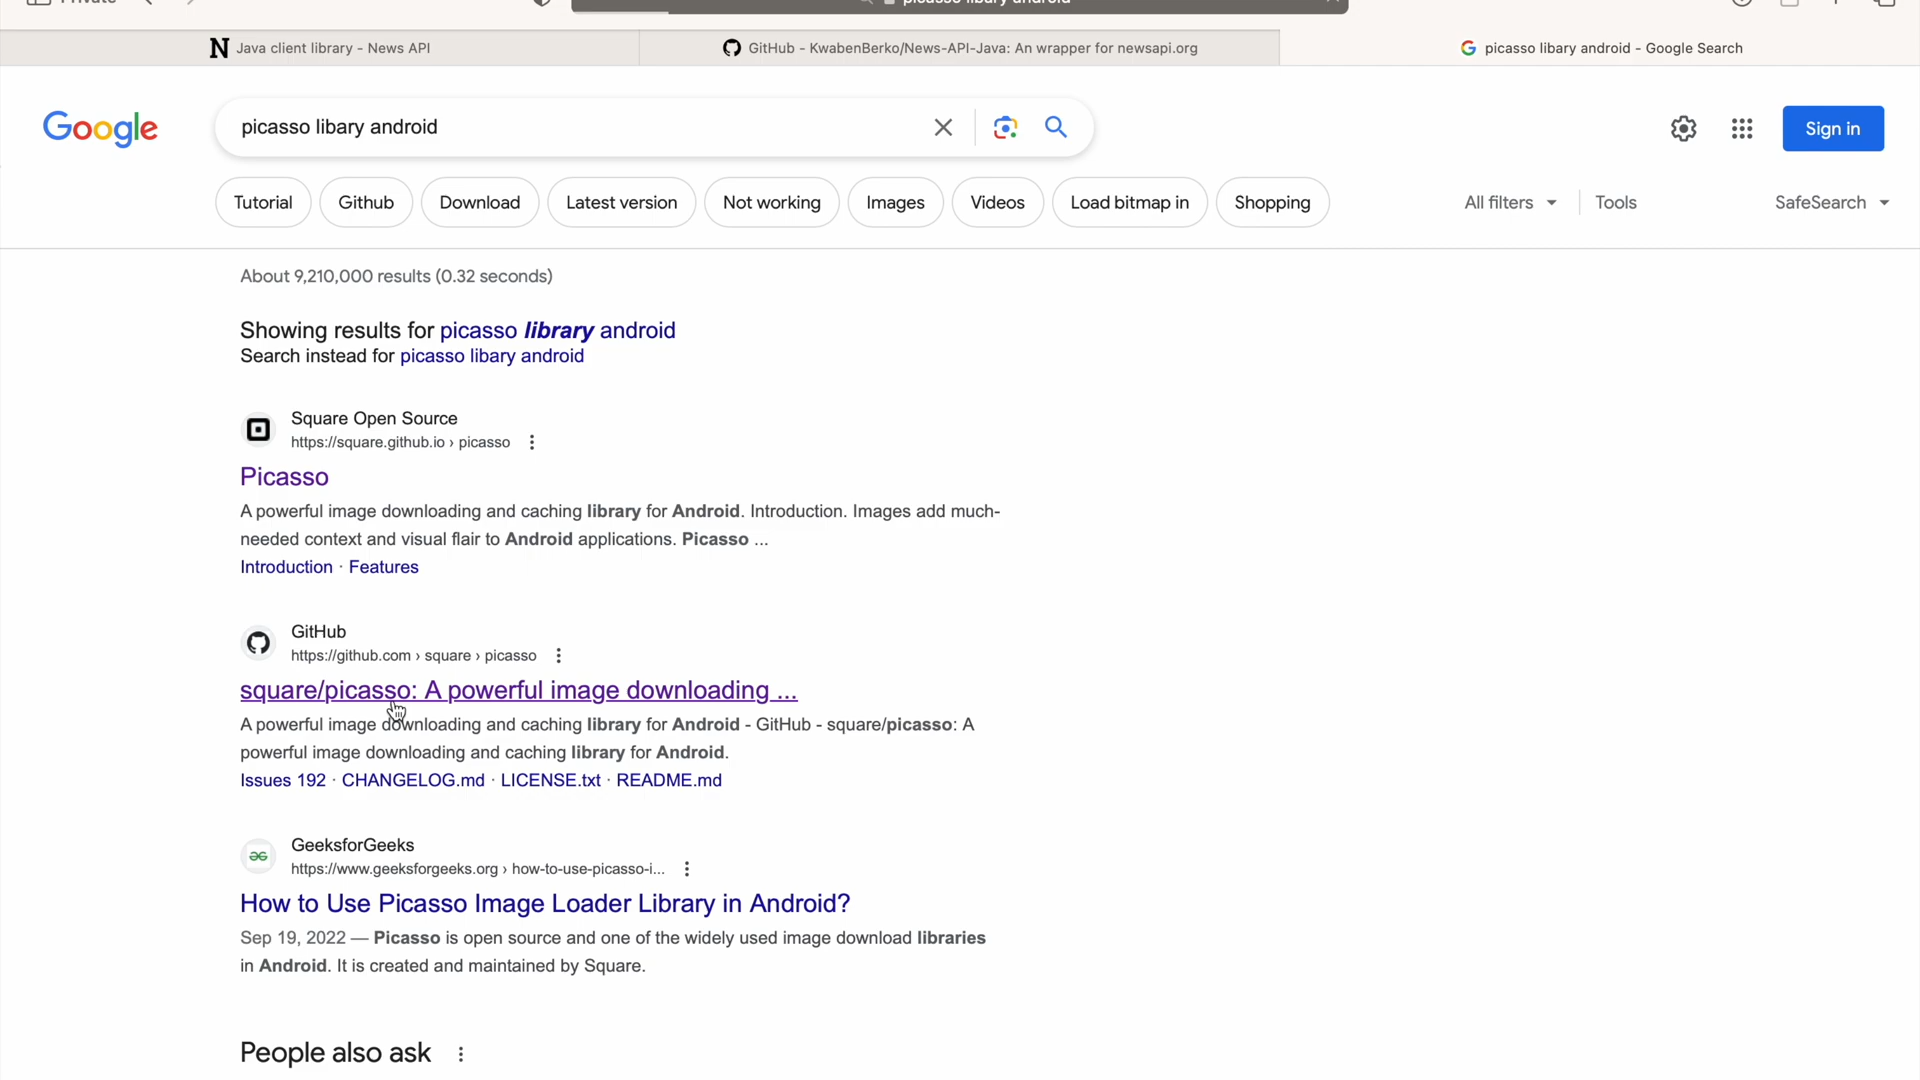 Java client library - News API
GitHub - KwabenBerko/News-API-Java: An wrapper for newsapi.org
picasso libary android - Google Search
Google
picasso libary android
Sign in
Tutorial
Github
Download
Latest version
Not working
Images
Videos
Load bitmap in
Shopping
All filters
Tools
SafeSearch
About 9,210,000 results (0.32 seconds)
Showing results for picasso library android
Search instead for picasso libary android
Square Open Source
https://square.github.io › picasso
Picasso
A powerful image downloading and caching library for Android. Introduction. Images add much-
needed context and visual flair to Android applications. Picasso ...
Introduction · Features
GitHub
https://github.com › square › picasso
square/picasso: A powerful image downloading ...
A powerful image downloading and caching library for Android - GitHub - square/picasso: A
powerful image downloading and caching library for Android.
Issues 192 · CHANGELOG.md · LICENSE.txt · README.md
GeeksforGeeks
https://www.geeksforgeeks.org › how-to-use-picasso-i...
How to Use Picasso Image Loader Library in Android?
Sep 19, 2022 — Picasso is open source and one of the widely used image download libraries
in Android. It is created and maintained by Square.
People also ask